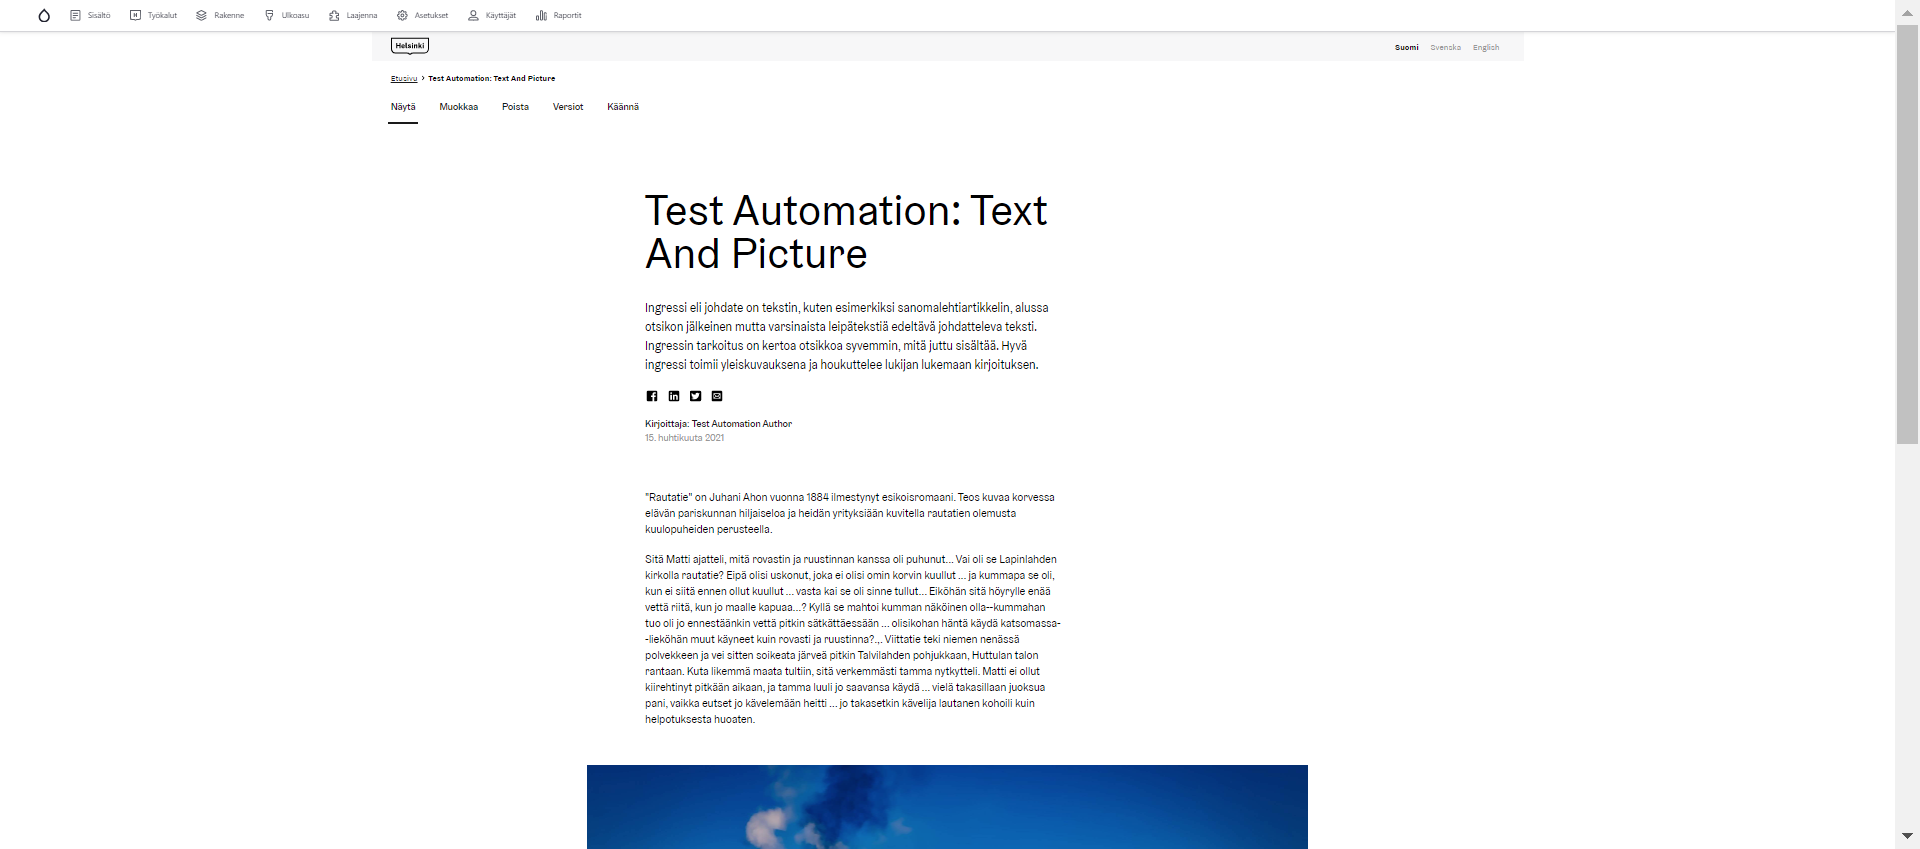 Sisältö Työkalut Rakenne Ulkoasu Laajenna Asetukset Käyttäjät Raportit
Helsinki
Suomi Svenska English
Etusivu > Test Automation: Text And Picture
Näytä Muokkaa Poista Versiot Käännä
Test Automation: Text
And Picture
Ingressi eli johdate on tekstin, kuten esimerkiksi sanomalehtiartikkelin, alussa
otsikon jälkeinen mutta varsinaista leipätekstiä edeltävä johdatteleva teksti.
Ingressin tarkoitus on kertoa otsikkoa syvemmin, mitä juttu sisältää. Hyvä
ingressi toimii yleiskuvauksena ja houkuttelee lukijan lukemaan kirjoituksen.
Kirjoittaja: Test Automation Author
15. huhtikuuta 2021
"Rautatie" on Juhani Ahon vuonna 1884 ilmestynyt esikoisromaani. Teos kuvaa korvessa
elävän pariskunnan hiljaiseloa ja heidän yrityksiään kuvitella rautatien olemusta
kuulopuheiden perusteella.
Sitä Matti ajatteli, mitä rovastin ja ruustinnan kanssa oli puhunut... Vai oli se Lapinlahden
kirkolla rautatie? Eipä olisi uskonut, joka ei olisi omin korvin kuullut ... ja kummapa se oli,
kun ei siitä ennen ollut kuullut ... vasta kai se oli sinne tullut... Eiköhän sitä höyrylle enää
vettä riitä, kun jo maalle kapuaa...? Kyllä se mahtoi kumman näköinen olla--kummahan
tuo oli jo ennestäänkin vettä pitkin sätkättäessään ... olisikohan häntä käydä katsomassa-
-lieköhän muut käyneet kuin rovasti ja ruustinna?.,. Viittatie teki niemen nenässä
polvekkeen ja vei sitten soikeata järveä pitkin Talvilahden pohjukkaan, Huttulan talon
rantaan. Kuta likemmä maata tultiin, sitä verkemmästi tamma nytkytteli. Matti ei ollut
kiirehtinyt pitkään aikaan, ja tamma luuli jo saavansa käydä ... vielä takasillaan juoksua
pani, vaikka eutset jo kävelemään heitti ... jo takasetkin kävelija lautanen kohoili kuin
helpotuksesta huoaten.